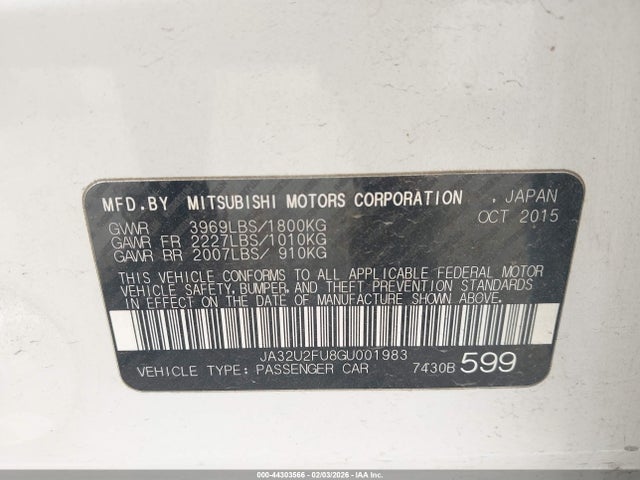 MFD.BY MITSUBISHI MOTORS CORPORATION , JAPAN
OCT 2015
GVWR 3969LBS/1800KG
GAWR FR 2227LBS/1010KG
GAWR RR 2007LBS/ 910KG
THIS VEHICLE CONFORMS TO ALL APPLICABLE FEDERAL MOTOR
VEHICLE SAFETY, BUMPER, AND THEFT PREVENTION STANDARDS
IN EFFECT ON THE DATE OF MANUFACTURE SHOWN ABOVE.
JA32U2FU8GU001983
VEHICLE TYPE: PASSENGER CAR 7430B 599
000-44303566 - 02/03/2026 - IAA Inc.